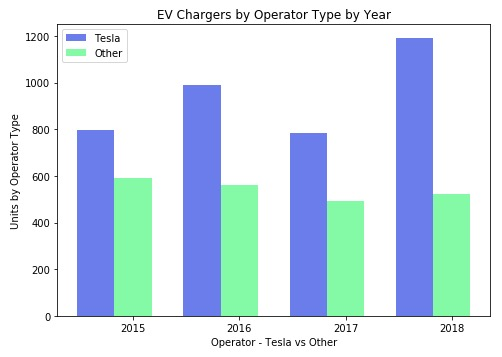 EV Chargers by Operator Type by Year
Tesla
Other
Units by Operator Type
1200
1000
800
600
400
200
0
2015 2016 2017 2018
Operator - Tesla vs Other